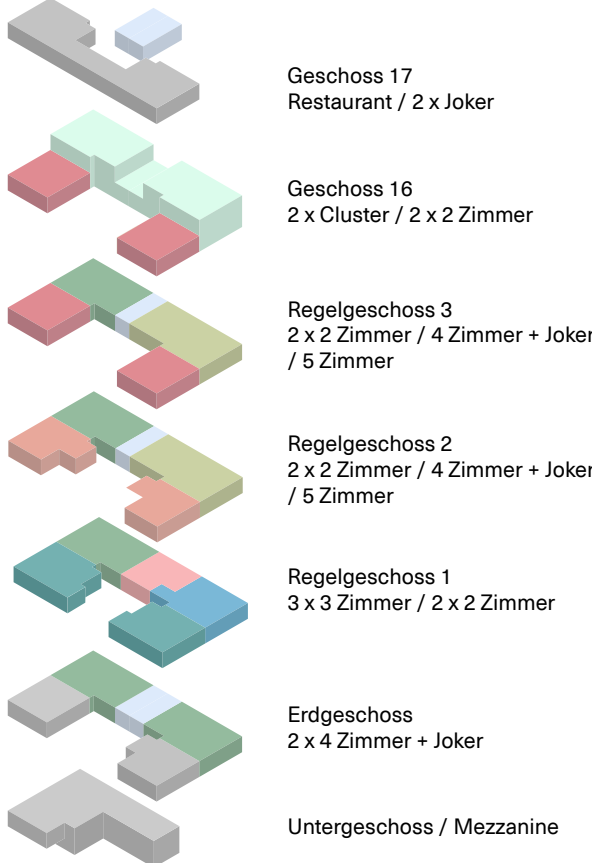 Geschoss 17
Restaurant / 2 x Joker
Geschoss 16
2 x Cluster / 2 x 2 Zimmer
Regelgeschoss 3
2 x 2 Zimmer / 4 Zimmer + Joker
/ 5 Zimmer
Regelgeschoss 2
2 x 2 Zimmer / 4 Zimmer + Joker
/ 5 Zimmer
Regelgeschoss 1
3 x 3 Zimmer / 2 x 2 Zimmer
Erdgeschoss
2 x 4 Zimmer + Joker
Untergeschoss / Mezzanine